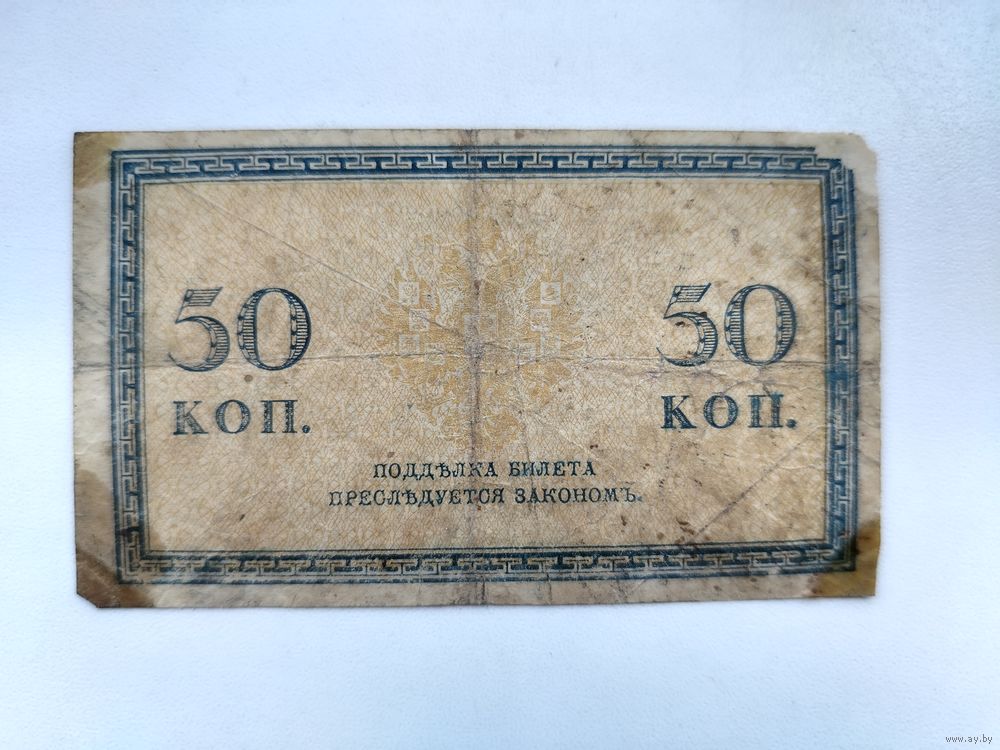 50 50
КОП. КОП.
ПОДДѢЛКА БИЛЕТА
ПРЕСЛѢДУЕТСЯ ЗАКОНОМЪ.
www.ay.by